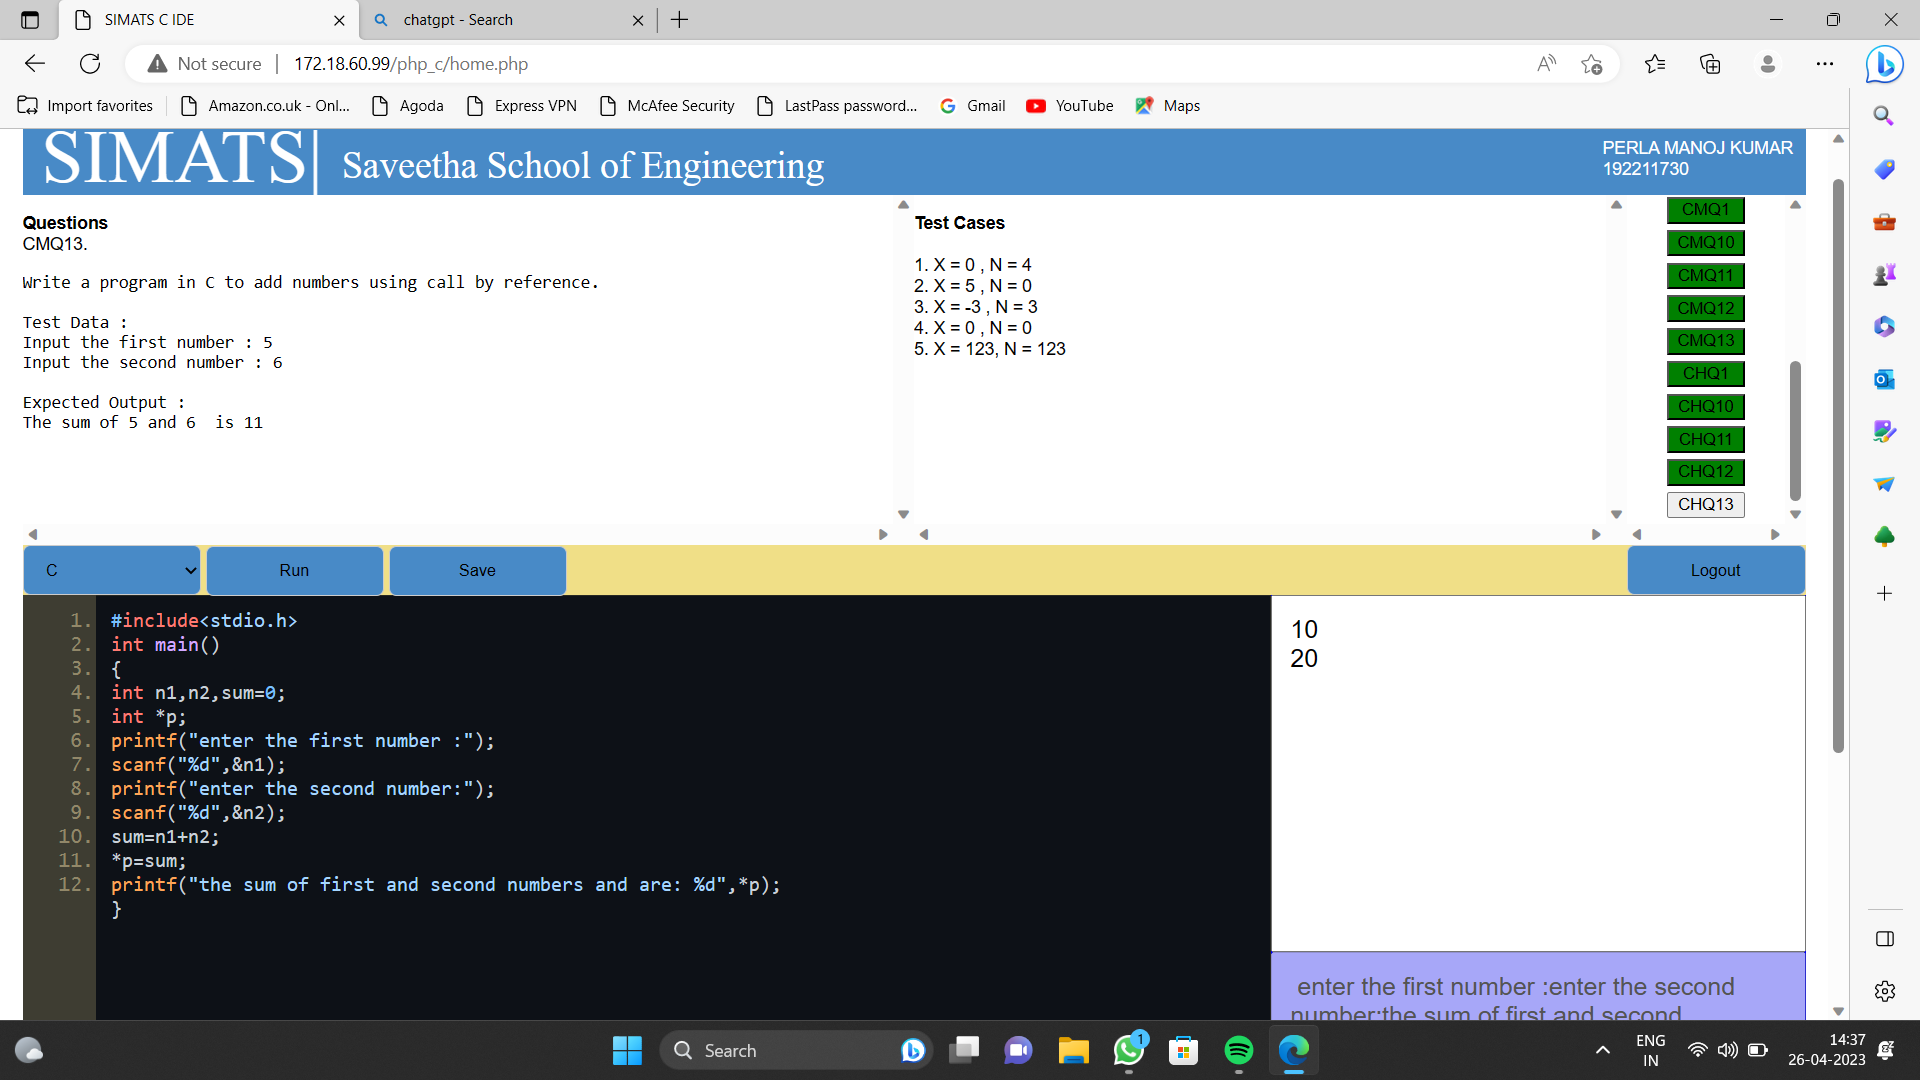 SIMATS C IDE
chatgpt - Search
Not secure
172.18.60.99/php_c/home.php
Import favorites
Amazon.co.uk - Onl...
Agoda
Express VPN
McAfee Security
LastPass password...
Gmail
YouTube
Maps
SIMATS
Saveetha School of Engineering
PERLA MANOJ KUMAR
192211730
Questions
CMQ13.
Write a program in C to add numbers using call by reference.
Test Data :
Input the first number : 5
Input the second number : 6
Expected Output :
The sum of 5 and 6  is 11
Test Cases
1. X = 0 , N = 4
2. X = 5 , N = 0
3. X = -3 , N = 3
4. X = 0 , N = 0
5. X = 123, N = 123
CMQ1
CMQ10
CMQ11
CMQ12
CMQ13
CHQ1
CHQ10
CHQ11
CHQ12
CHQ13
C
Run
Save
Logout
1. #include<stdio.h>
2. int main()
3. {
4. int n1,n2,sum=0;
5. int *p;
6. printf("enter the first number :");
7. scanf("%d",&n1);
8. printf("enter the second number:");
9. scanf("%d",&n2);
10. sum=n1+n2;
11. *p=sum;
12. printf("the sum of first and second numbers and are: %d",*p);
}
10
20
enter the first number :enter the second
number:the sum of first and second
Search
1
ENG
IN
14:37
26-04-2023